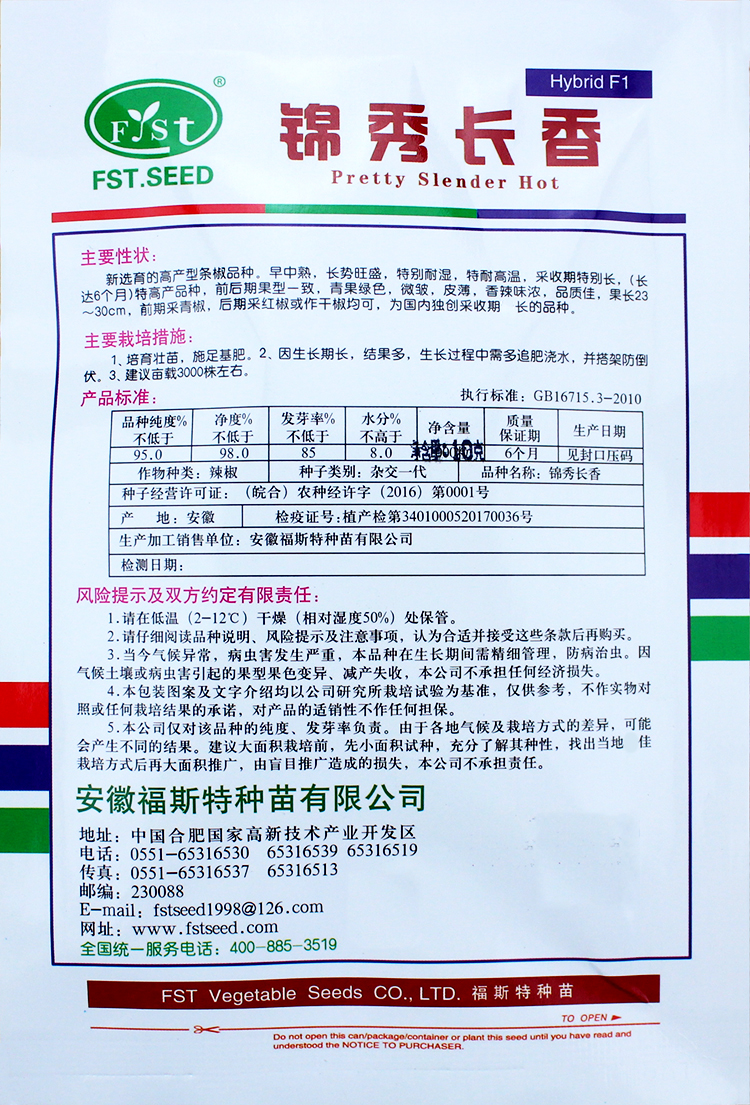 Hybrid F1
FST
®
FST.SEED
锦秀长香
Pretty Slender Hot
主要性状：
新选育的高产型条椒品种。早中熟，长势旺盛，特别耐湿，特耐高温，采收期特别长，（长
达6个月）特高产品种，前后期果型一致，青果绿色，微皱，皮薄，香辣味浓，品质佳，果长23
～30cm，前期采青椒，后期采红椒或作干椒均可，为国内独创采收期 长的品种。
主要栽培措施：
1、培育壮苗，施足基肥。2、因生长期长，结果多，生长过程中需多追肥浇水，并搭架防倒
伏。3、建议亩栽3000株左右。
产品标准：
执行标准：GB16715.3-2010
品种纯度% 不低于 净度% 不低于 发芽率% 不低于 水分% 不高于 净含量 质量保证期 生产日期
95.0 98.0 85 8.0 净含量:10克 6个月 见封口压码
作物种类：辣椒 种子类别：杂交一代 品种名称：锦秀长香
种子经营许可证：（皖合）农种经许字（2016）第0001号
产 地：安徽 检疫证号：植产检第3401000520170036号
生产加工销售单位：安徽福斯特种苗有限公司
检测日期：
风险提示及双方约定有限责任：
1.请在低温（2-12℃）干燥（相对湿度50%）处保管。
2.请仔细阅读品种说明、风险提示及注意事项，认为合适并接受这些条款后再购买。
3.当今气候异常，病虫害发生严重，本品种在生长期间需精细管理，防病治虫。因
气候土壤或病虫害引起的果型果色变异、减产失收，本公司不承担任何经济损失。
4.本包装图案及文字介绍均以公司研究所栽培试验为基准，仅供参考，不作实物对
照或任何栽培结果的承诺，对产品的适销性不作任何担保。
5.本公司仅对该品种的纯度、发芽率负责。由于各地气候及栽培方式的差异，可能
会产生不同的结果。建议大面积栽培前，先小面积试种，充分了解其种性，找出当地 佳
栽培方式后再大面积推广，由盲目推广造成的损失，本公司不承担责任。
安徽福斯特种苗有限公司
地址：中国合肥国家高新技术产业开发区
电话：0551-65316530 65316539 65316519
传真：0551-65316537 65316513
邮编：230088
E-mail：fstseed1998@126.com
网址：www.fstseed.com
全国统一服务电话：400-885-3519
FST Vegetable Seeds CO., LTD. 福斯特种苗
TO OPEN
Do not open this can/package/container or plant this seed until you have read and
understood the NOTICE TO PURCHASER.